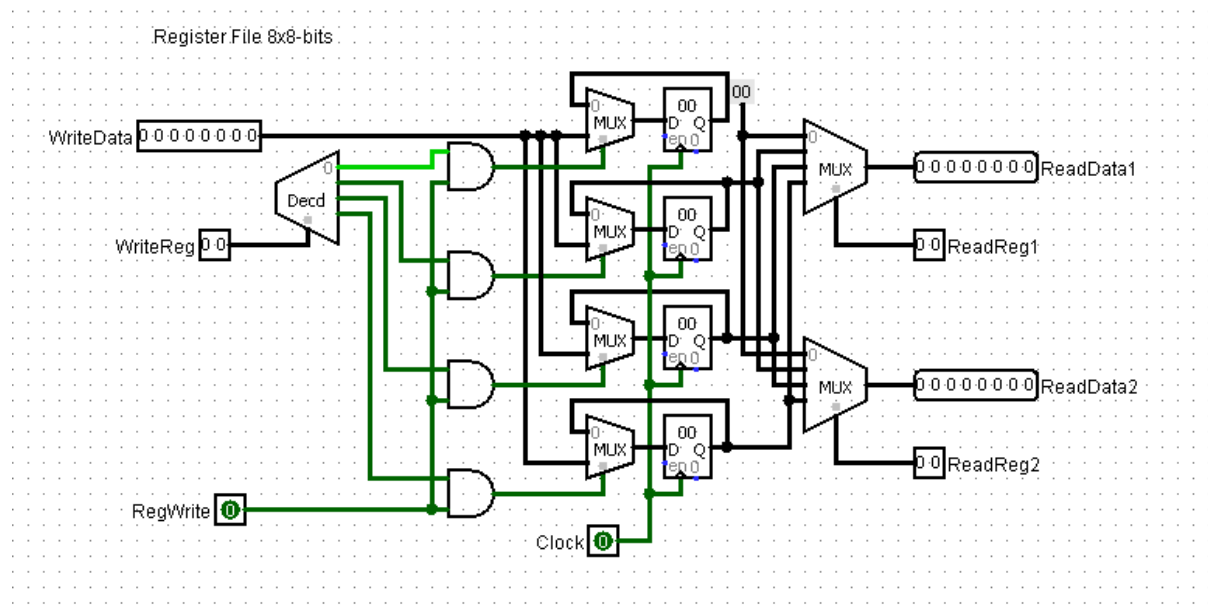 Register File 8x8-bits
00
0
MUX
00
D Q
en 0
WriteData 0 0 0 0 0 0 0 0
0
Decd
0
MUX
0 0 0 0 0 0 0 0 ReadData1
0
MUX
00
D Q
en 0
WriteReg 0 0
0 0 ReadReg1
0
MUX
00
D Q
en 0
0
MUX
0 0 0 0 0 0 0 0 ReadData2
0
MUX
00
D Q
en 0
0 0 ReadReg2
RegWrite 0
Clock 0